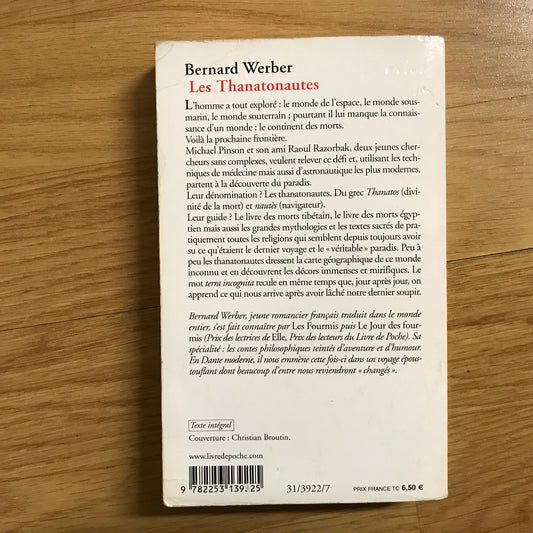 Bernard Werber
Les Thanatonautes
L'homme a tout exploré : le monde de l'espace, le monde sous-
marin, le monde souterrain ; pourtant il lui manque la connais-
sance d'un monde : le continent des morts.
Voilà la prochaine frontière.
Michael Pinson et son ami Raoul Razorbak, deux jeunes cher-
cheurs sans complexes, veulent relever ce défi et, utilisant les tech-
niques de médecine mais aussi d'astronautique les plus modernes,
partent à la découverte du paradis.
Leur dénomination ? Les thanatonautes. Du grec Thanatos (divi-
nité de la mort) et nautès (navigateur).
Leur guide ? Le livre des morts tibétain, le livre des morts égyp-
tien mais aussi les grandes mythologies et les textes sacrés de pra-
tiquement toutes les religions qui semblent depuis toujours avoir
su ce qu'étaient le dernier voyage et le « véritable » paradis. Peu à
peu les thanatonautes dressent la carte géographique de ce monde
inconnu et en découvrent les décors immenses et mirifiques. Le
mot terra incognita recule en même temps que, jour après jour, on
apprend ce qui nous arrive après avoir lâché notre dernier soupir.
Bernard Werber, jeune romancier français traduit dans le monde
entier, s'est fait connaître par Les Fourmis puis Le Jour des four-
mis (Prix des lectrices de Elle, Prix des lecteurs du Livre de Poche). Sa
spécialité : les contes philosophiques teintés d'aventure et d'humour.
En Dante moderne, il nous emmène cette fois-ci dans un voyage épous-
touflant dont beaucoup d'entre nous reviendront « changés ».
Texte intégral
Couverture : Christian Broutin.
www.livredepoche.com
9 782253 139225 31/3922/7 PRIX FRANCE TC 6,50 €